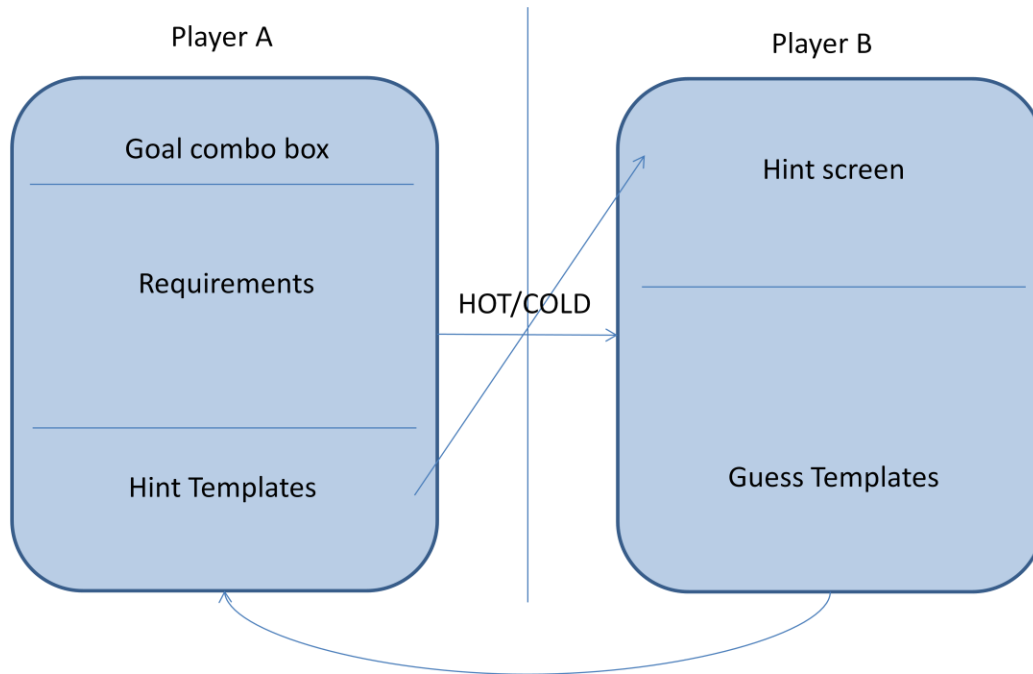 Player A
Player B
Goal combo box
Hint screen
Requirements
HOT/COLD
Hint Templates
Guess Templates